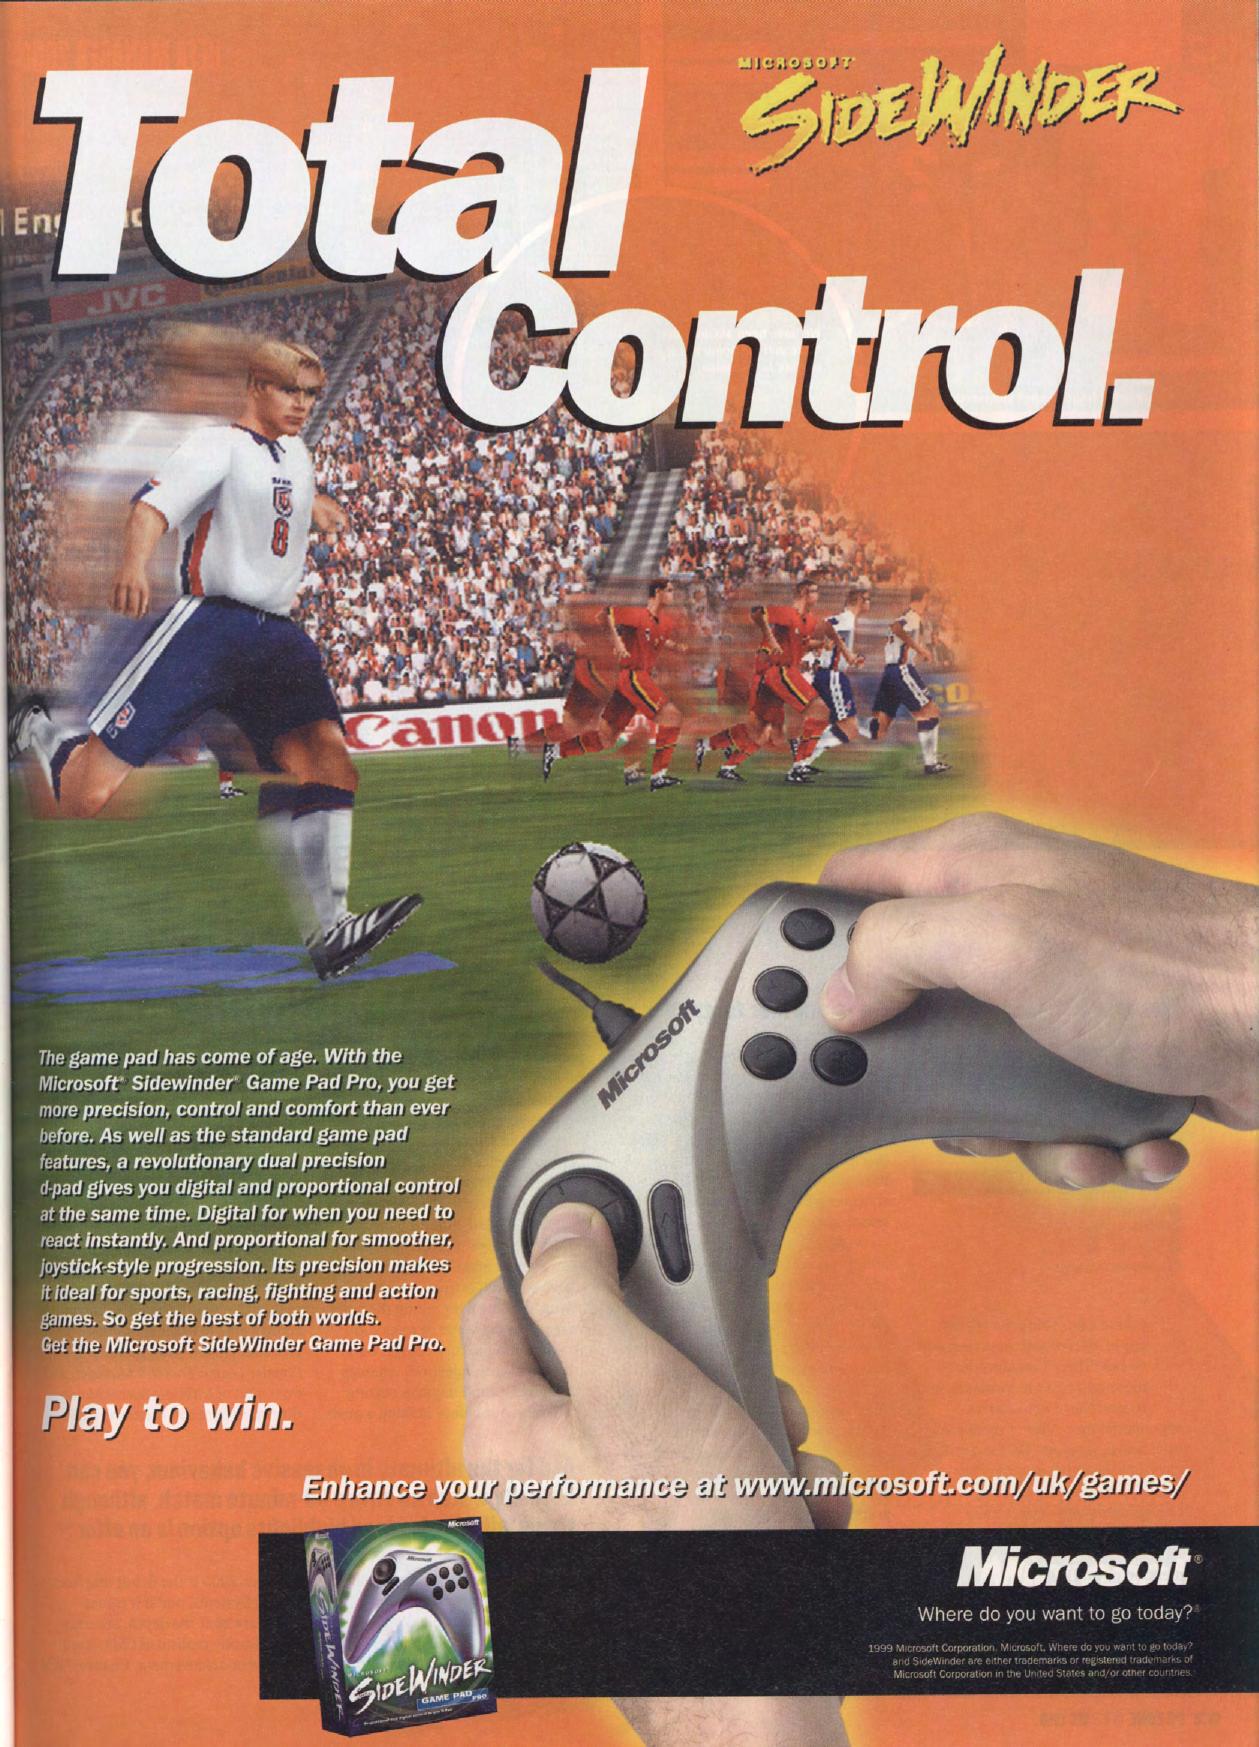 MICROSOFT®
SIDEWINDER
Total
Control.
JVC
Continental
8
Canon
Microsoft
The game pad has come of age. With the
Microsoft® Sidewinder® Game Pad Pro, you get
more precision, control and comfort than ever
before. As well as the standard game pad
features, a revolutionary dual precision
d-pad gives you digital and proportional control
at the same time. Digital for when you need to
react instantly. And proportional for smoother,
joystick-style progression. Its precision makes
it ideal for sports, racing, fighting and action
games. So get the best of both worlds.
Get the Microsoft SideWinder Game Pad Pro.
Play to win.
Enhance your performance at www.microsoft.com/uk/games/
Microsoft
Microsoft
SIDEWINDER
MICROSOFT
SIDEWINDER
GAME PAD PRO
Microsoft®
Where do you want to go today?®
1999 Microsoft Corporation. Microsoft, Where do you want to go today?
and SideWinder are either trademarks or registered trademarks of
Microsoft Corporation in the United States and/or other countries.